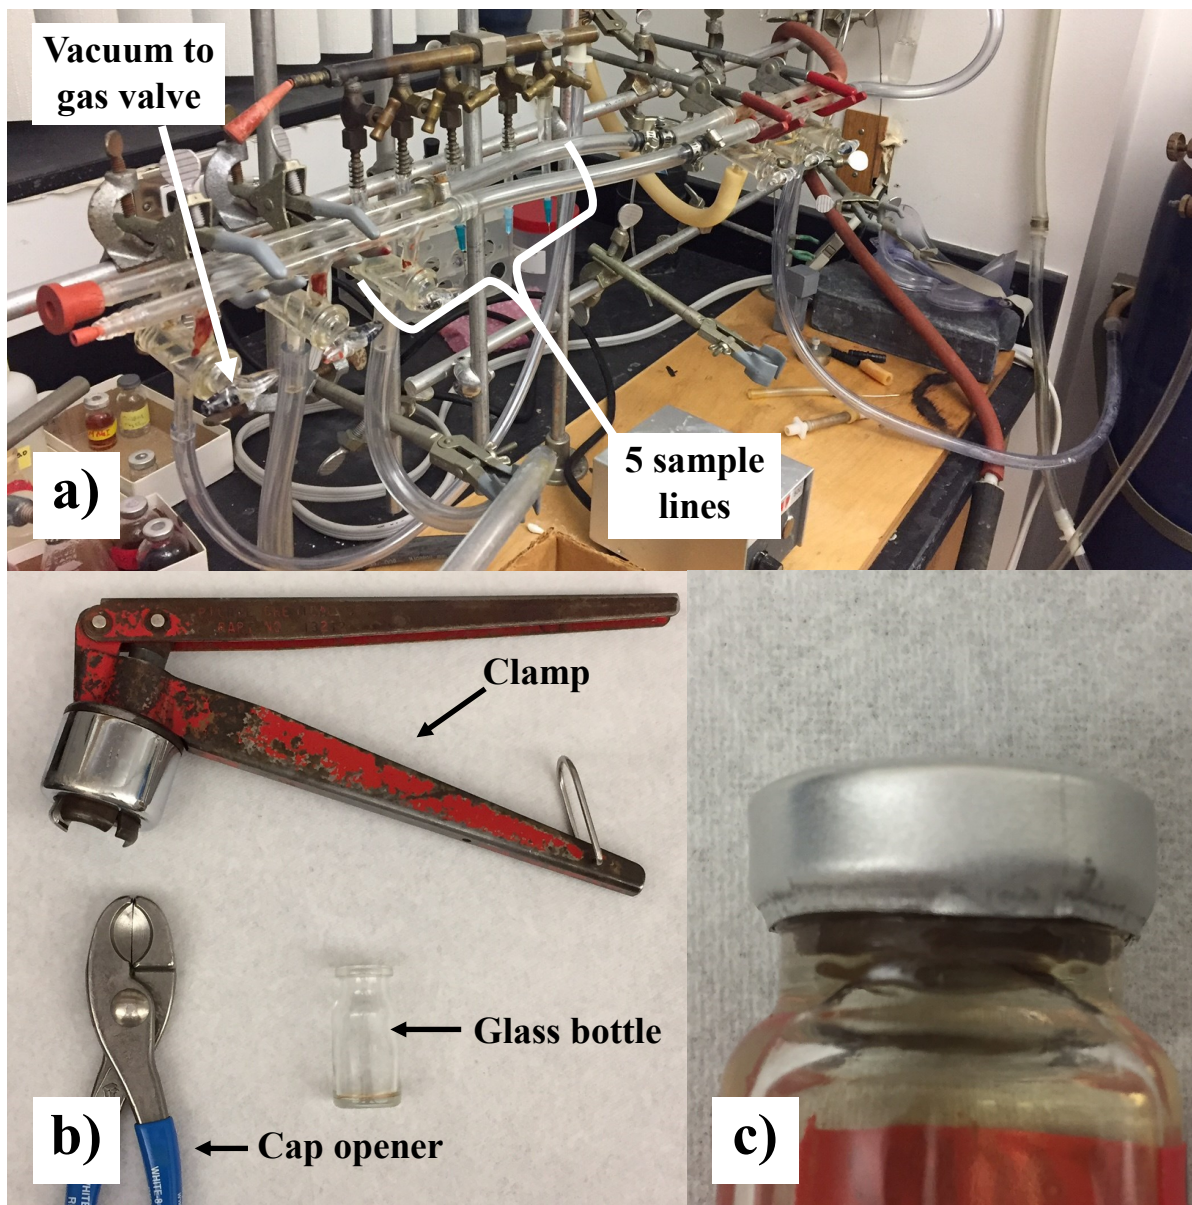 Vacuum to
gas valve
5 sample
lines
a)
Clamp
Glass bottle
Cap opener
b)
c)